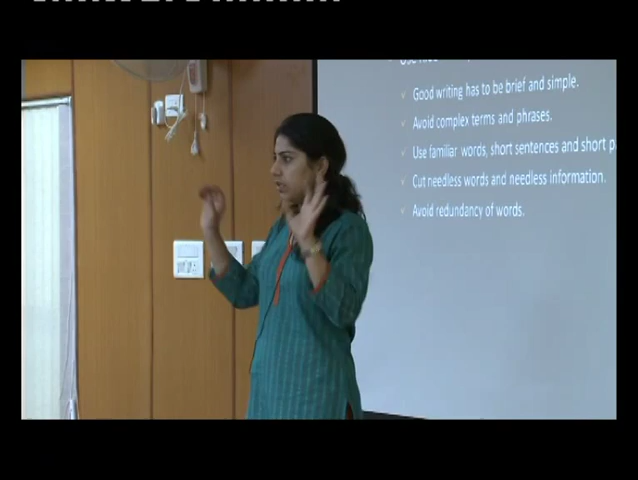 Good writing has to be brief and simple.
Avoid complex terms and phrases.
Use familiar words, short sentences and short p
Cut needless words and needless information.
Avoid redundancy of words.